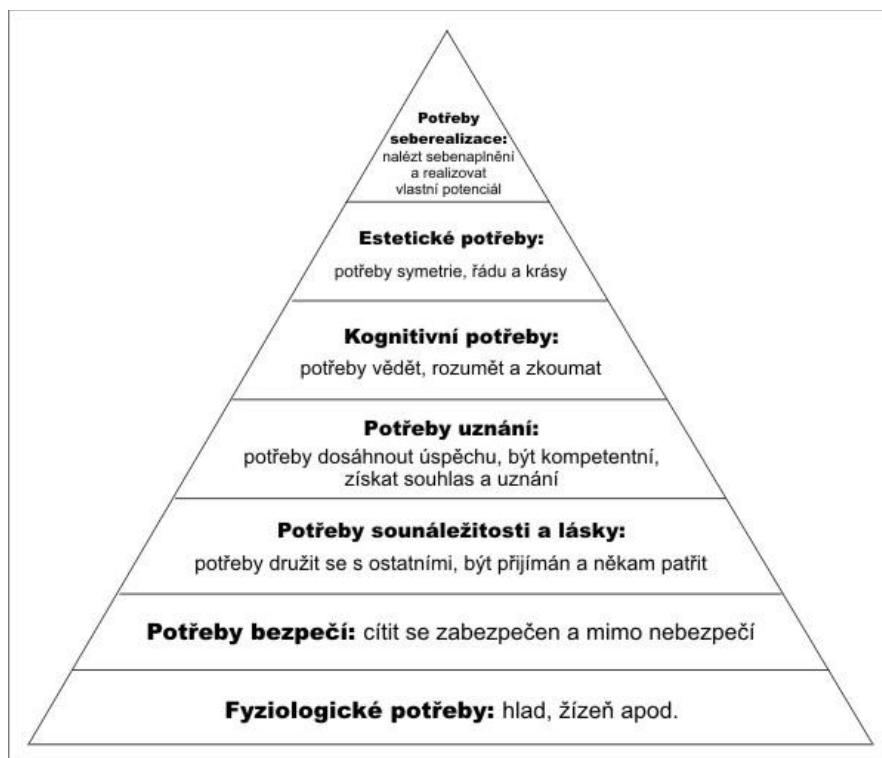 Potřeby
seberealizace:
nalézt sebenaplnění
a realizovat
vlastní potenciál
Estetické potřeby:
potřeby symetrie, řádu a krásy
Kognitivní potřeby:
potřeby vědět, rozumět a zkoumat
Potřeby uznání:
potřeby dosáhnout úspěchu, být kompetentní,
získat souhlas a uznání
Potřeby sounáležitosti a lásky:
potřeby družit se s ostatními, být přijímán a někam patřit
Potřeby bezpečí: cítit se zabezpečen a mimo nebezpečí
Fyziologické potřeby: hlad, žízeň apod.